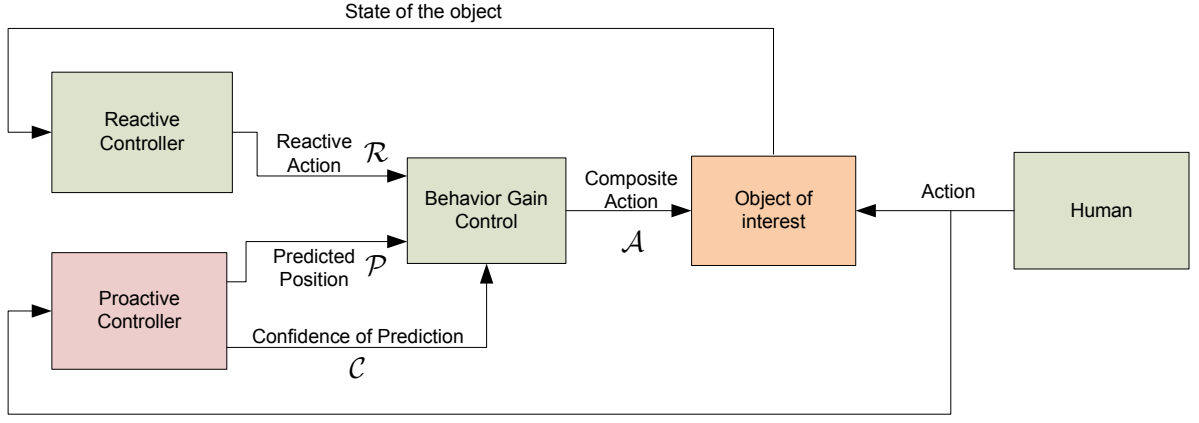 State of the object
Reactive
Controller
Reactive
Action
ℛ
Behavior Gain
Control
Composite
Action
𝒜
Object of
interest
Action
Human
Proactive
Controller
Predicted
Position
𝒫
Confidence of Prediction
𝒞